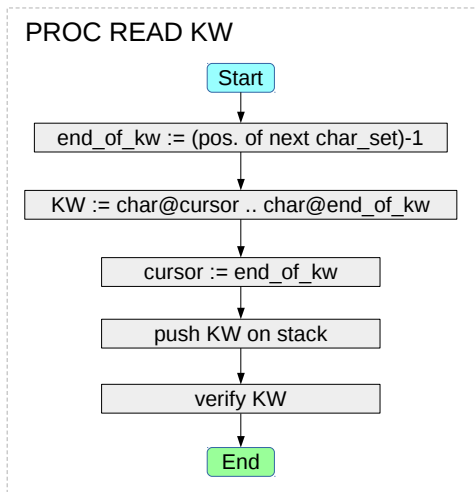 PROC READ KW
Start
end_of_kw := (pos. of next char_set)-1
KW := char@cursor .. char@end_of_kw
cursor := end_of_kw
push KW on stack
verify KW
End